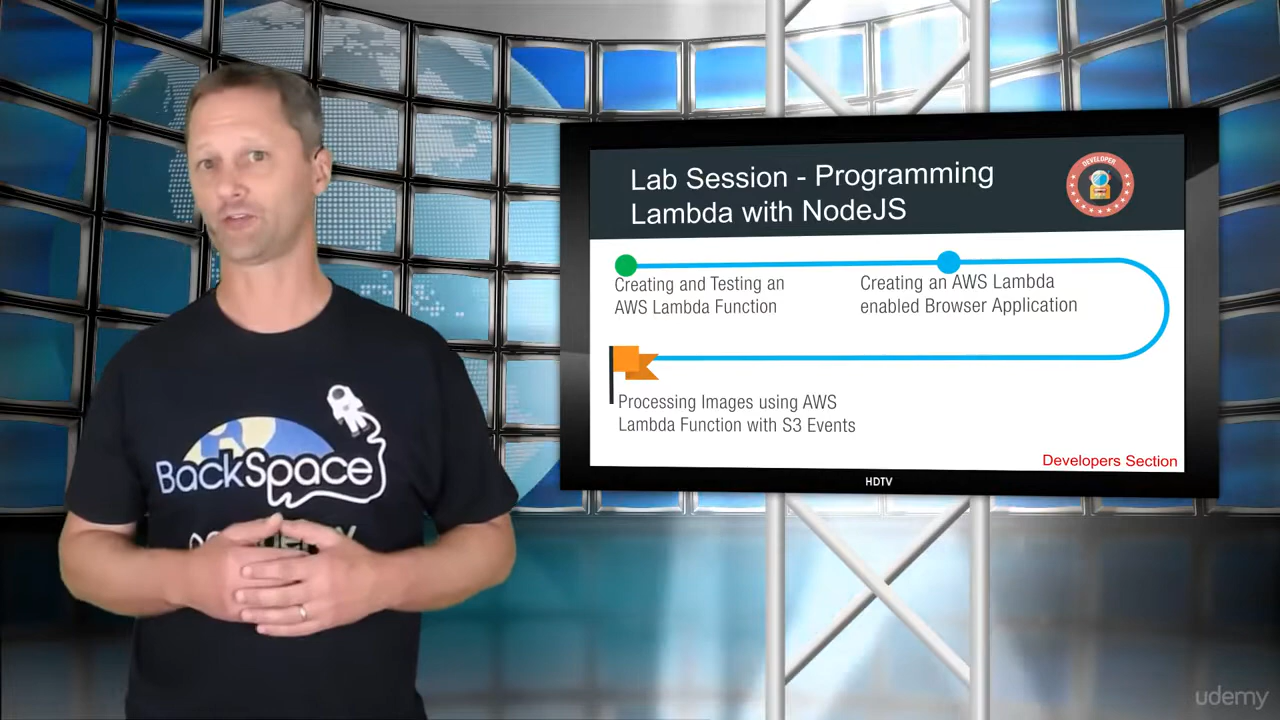 Lab Session - Programming
Lambda with NodeJS
DEVELOPER
Creating and Testing an
AWS Lambda Function
Creating an AWS Lambda
enabled Browser Application
Processing Images using AWS
Lambda Function with S3 Events
Developers Section
HDTV
BackSpace
udemy